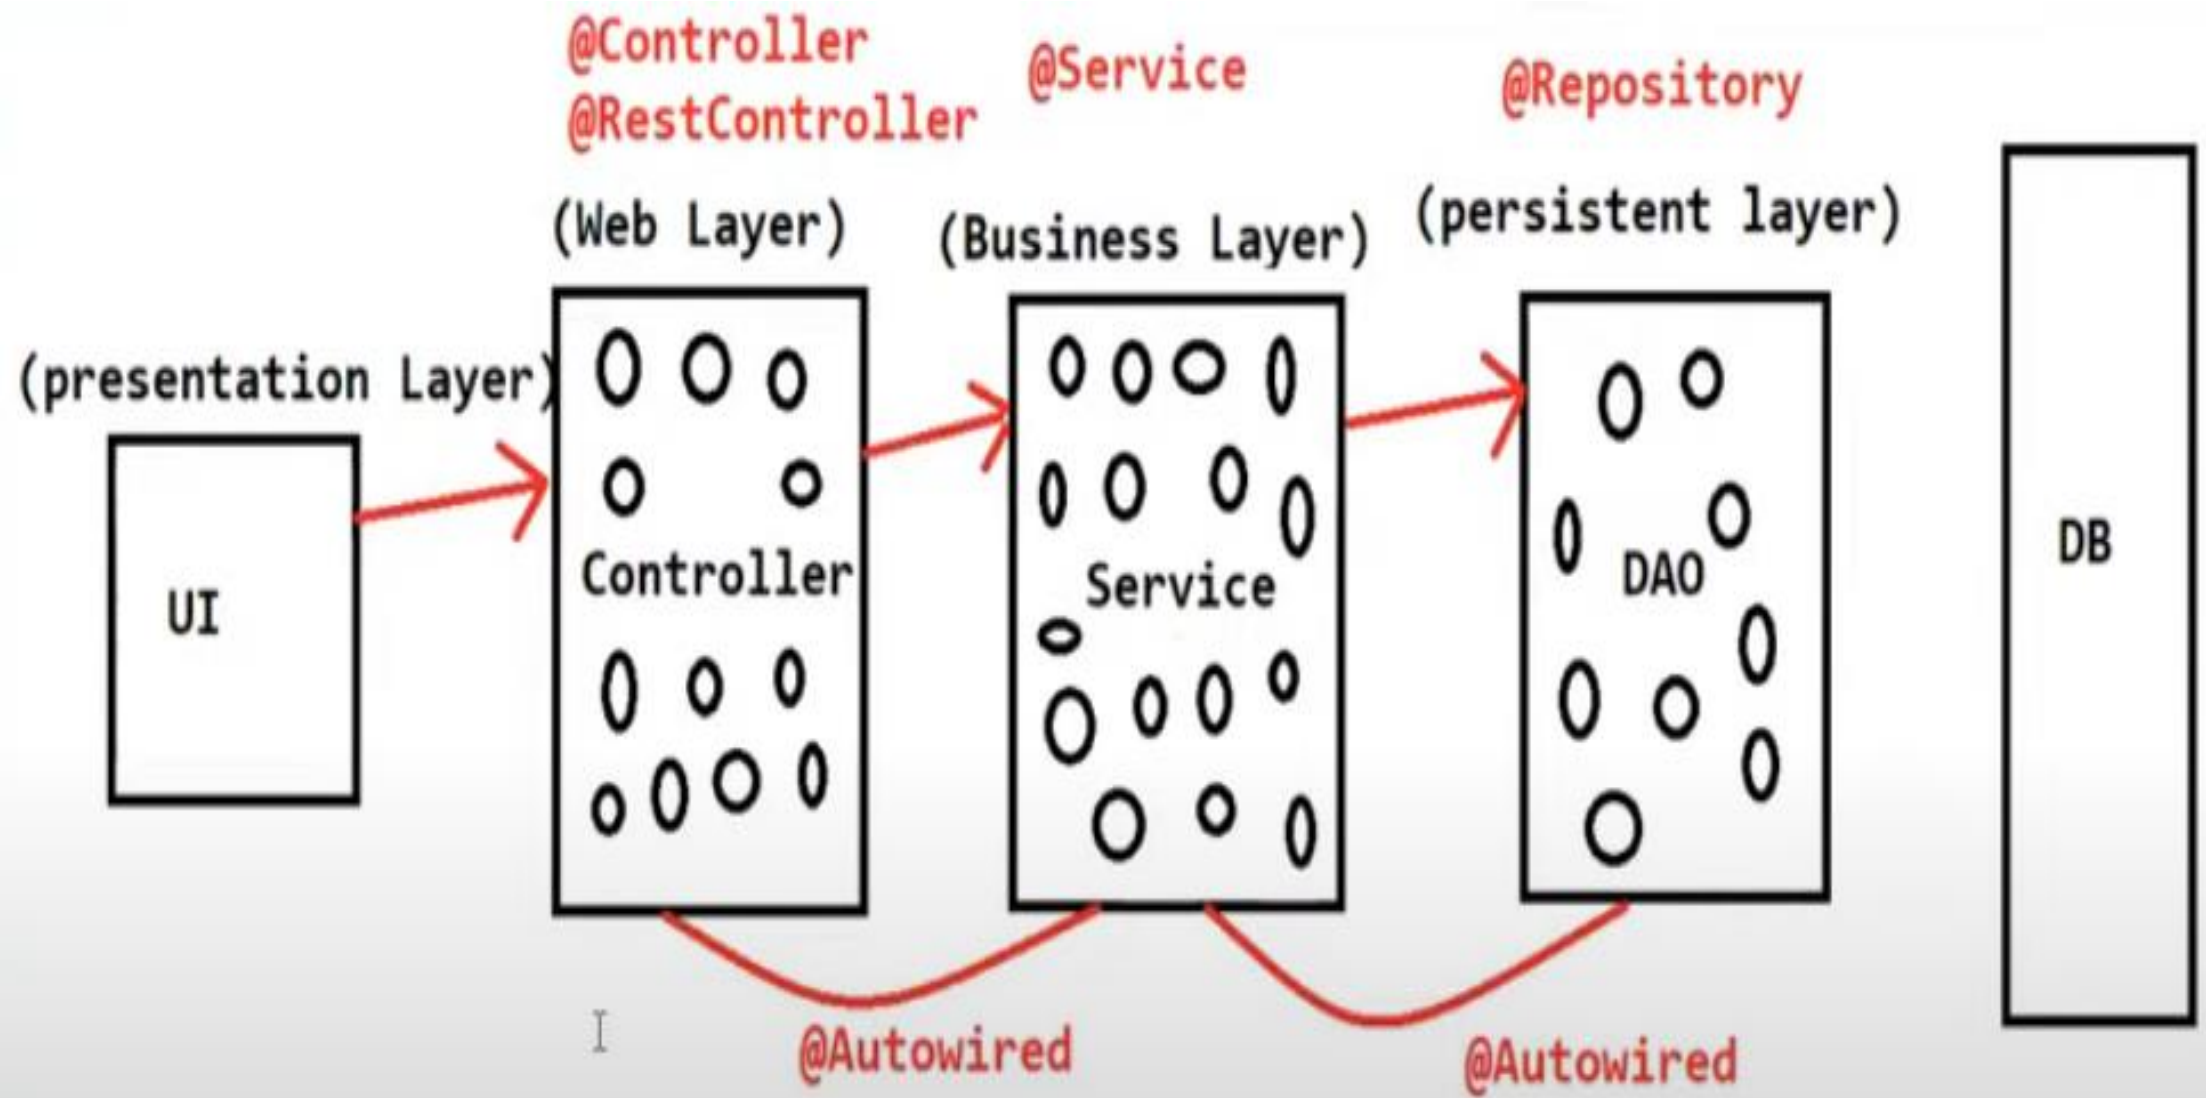 @Controller
@RestController
@Service
@Repository
(Web Layer)
(Business Layer)
(persistent layer)
(presentation Layer)
UI
Controller
Service
DAO
DB
@Autowired
@Autowired